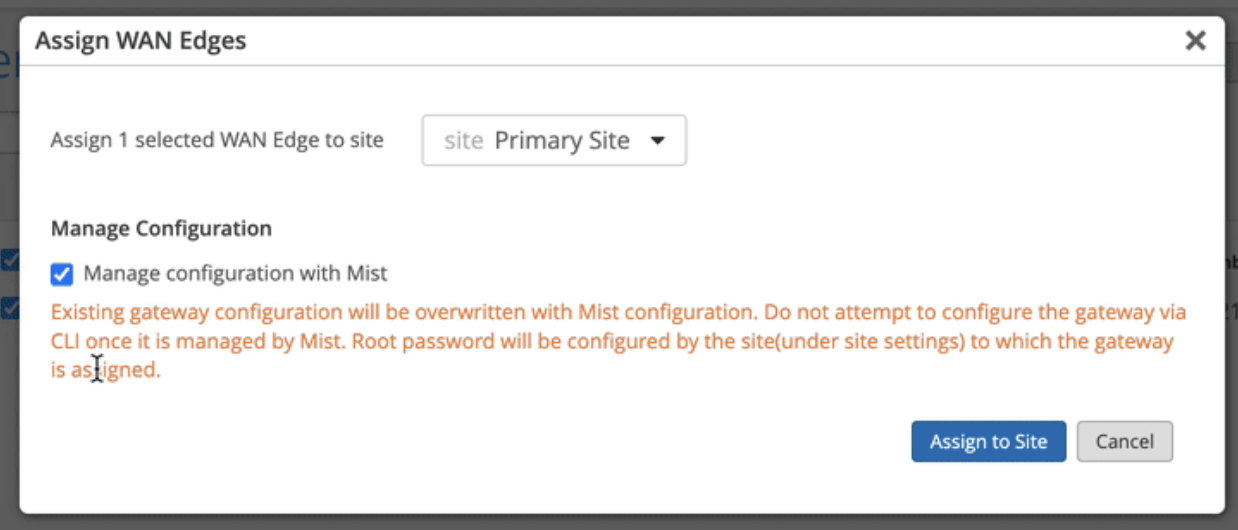 Assign WAN Edges
Assign 1 selected WAN Edge to site
site Primary Site
Manage Configuration
Manage configuration with Mist
Existing gateway configuration will be overwritten with Mist configuration. Do not attempt to configure the gateway via
CLI once it is managed by Mist. Root password will be configured by the site(under site settings) to which the gateway
is assigned.
Assign to Site
Cancel